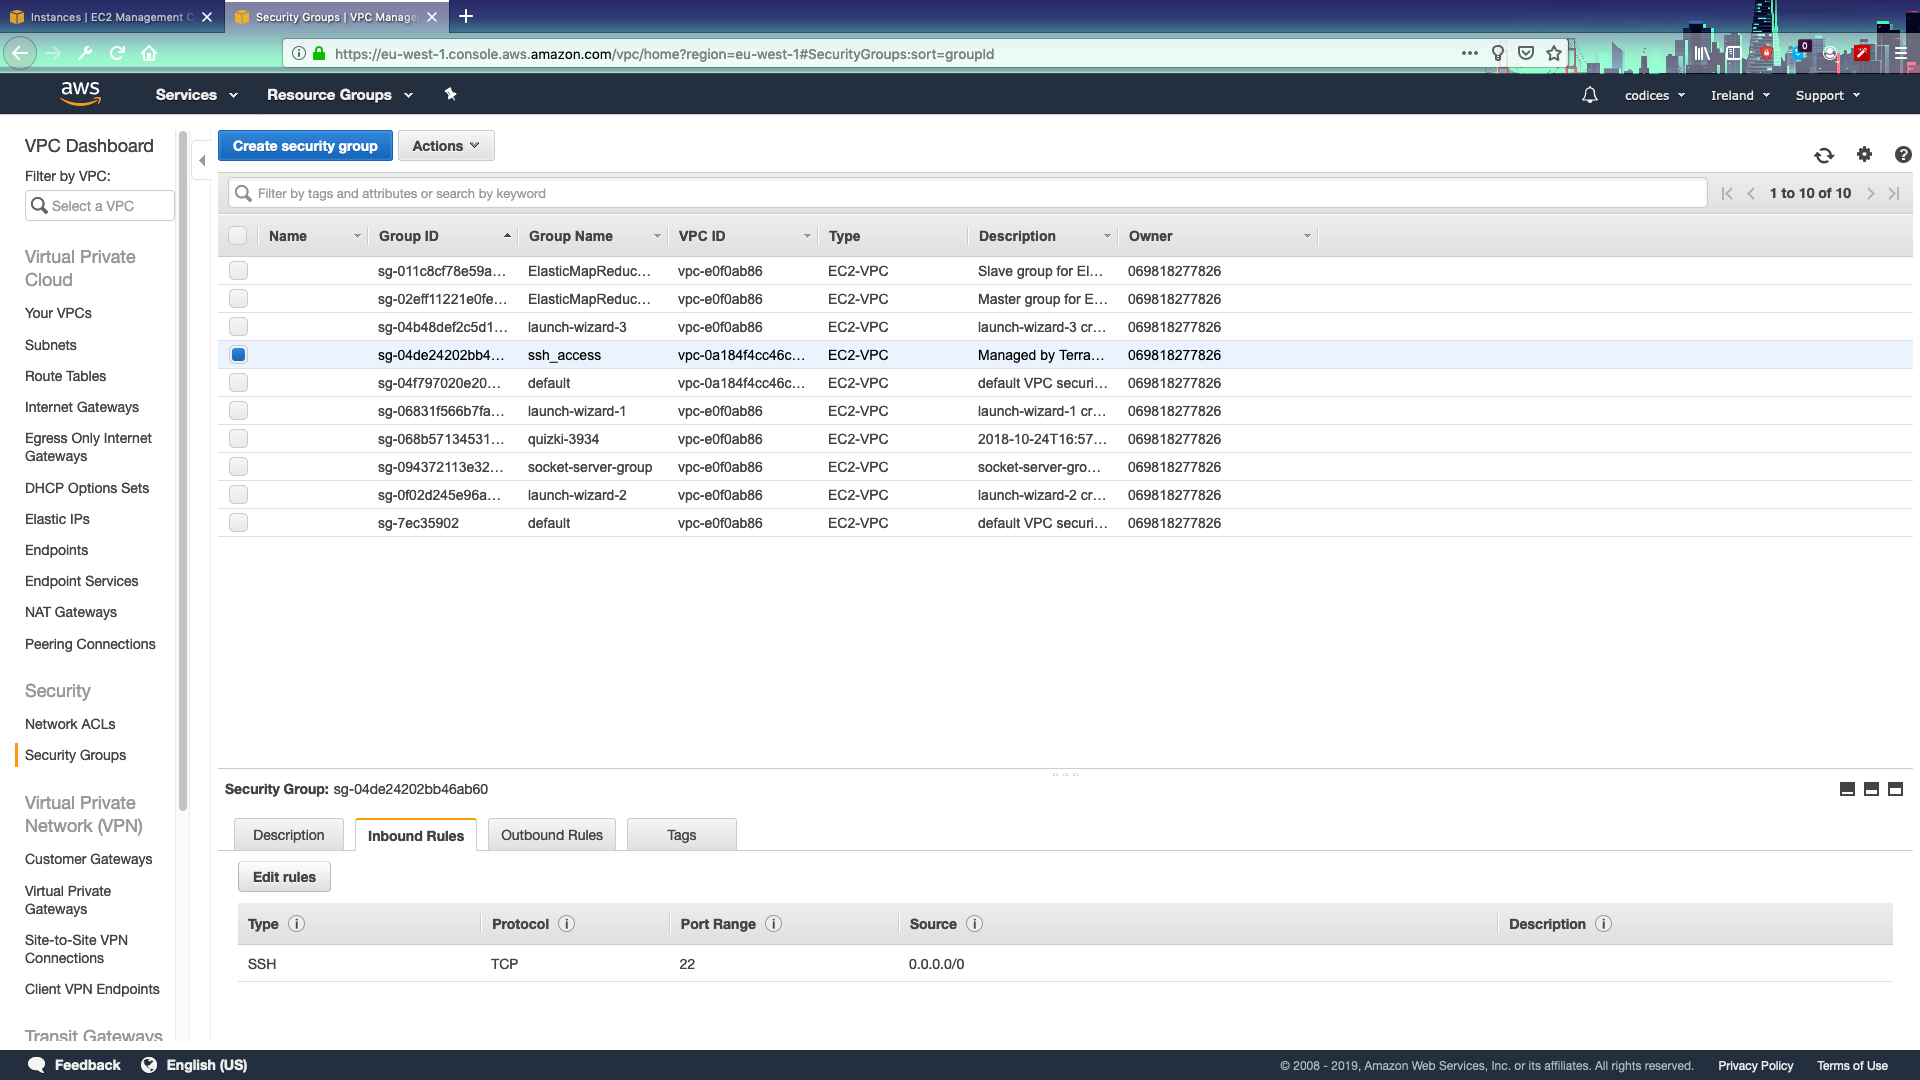 Instances | EC2 Management C
Security Groups | VPC Manage
https://eu-west-1.console.aws.amazon.com/vpc/home?region=eu-west-1#SecurityGroups:sort=groupId
0
aws
Services
Resource Groups
codices
Ireland
Support
VPC Dashboard
Filter by VPC:
Select a VPC
Virtual Private
Cloud
Your VPCs
Subnets
Route Tables
Internet Gateways
Egress Only Internet
Gateways
DHCP Options Sets
Elastic IPs
Endpoints
Endpoint Services
NAT Gateways
Peering Connections
Security
Network ACLs
Security Groups
Virtual Private
Network (VPN)
Customer Gateways
Virtual Private
Gateways
Site-to-Site VPN
Connections
Client VPN Endpoints
Transit Gateways
Create security group
Actions
Filter by tags and attributes or search by keyword
1 to 10 of 10
Name Group ID Group Name VPC ID Type Description Owner
sg-011c8cf78e59a... ElasticMapReduc... vpc-e0f0ab86 EC2-VPC Slave group for El... 069818277826
sg-02eff11221e0fe... ElasticMapReduc... vpc-e0f0ab86 EC2-VPC Master group for E... 069818277826
sg-04b48def2c5d1... launch-wizard-3 vpc-e0f0ab86 EC2-VPC launch-wizard-3 cr... 069818277826
sg-04de24202bb4... ssh_access vpc-0a184f4cc46c... EC2-VPC Managed by Terra... 069818277826
sg-04f797020e20... default vpc-0a184f4cc46c... EC2-VPC default VPC securi... 069818277826
sg-06831f566b7fa... launch-wizard-1 vpc-e0f0ab86 EC2-VPC launch-wizard-1 cr... 069818277826
sg-068b57134531... quizki-3934 vpc-e0f0ab86 EC2-VPC 2018-10-24T16:57... 069818277826
sg-094372113e32... socket-server-group vpc-e0f0ab86 EC2-VPC socket-server-gro... 069818277826
sg-0f02d245e96a... launch-wizard-2 vpc-e0f0ab86 EC2-VPC launch-wizard-2 cr... 069818277826
sg-7ec35902 default vpc-e0f0ab86 EC2-VPC default VPC securi... 069818277826
Security Group: sg-04de24202bb46ab60
Description
Inbound Rules
Outbound Rules
Tags
Edit rules
Type Protocol Port Range Source Description
SSH TCP 22 0.0.0.0/0
Feedback
English (US)
© 2008 - 2019, Amazon Web Services, Inc. or its affiliates. All rights reserved.
Privacy Policy
Terms of Use